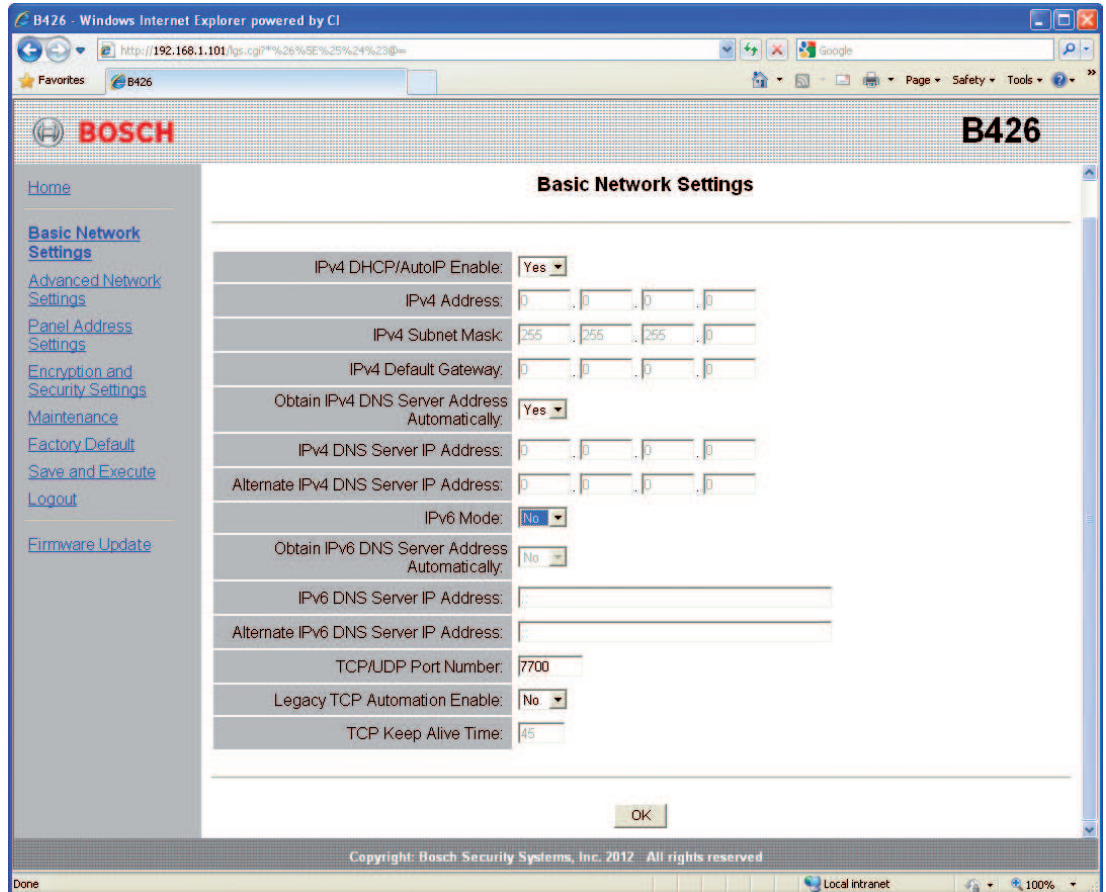 B426 - Windows Internet Explorer powered by CI
http://192.168.1.101/lgs.cgi?*%26%5E%25%24%23@=
Google
Favorites
B426
Page
Safety
Tools
BOSCH
B426
Home
Basic Network
Settings
Advanced Network
Settings
Panel Address
Settings
Encryption and
Security Settings
Maintenance
Factory Default
Save and Execute
Logout
Firmware Update
Basic Network Settings
IPv4 DHCP/AutoIP Enable: Yes
IPv4 Address: 0 . 0 . 0 . 0
IPv4 Subnet Mask: 255 . 255 . 255 . 0
IPv4 Default Gateway: 0 . 0 . 0 . 0
Obtain IPv4 DNS Server Address
Automatically: Yes
IPv4 DNS Server IP Address: 0 . 0 . 0 . 0
Alternate IPv4 DNS Server IP Address: 0 . 0 . 0 . 0
IPv6 Mode: No
Obtain IPv6 DNS Server Address
Automatically: No
IPv6 DNS Server IP Address:
Alternate IPv6 DNS Server IP Address:
TCP/UDP Port Number: 7700
Legacy TCP Automation Enable: No
TCP Keep Alive Time: 45
OK
Copyright: Bosch Security Systems, Inc. 2012 All rights reserved
Done
Local intranet
100%